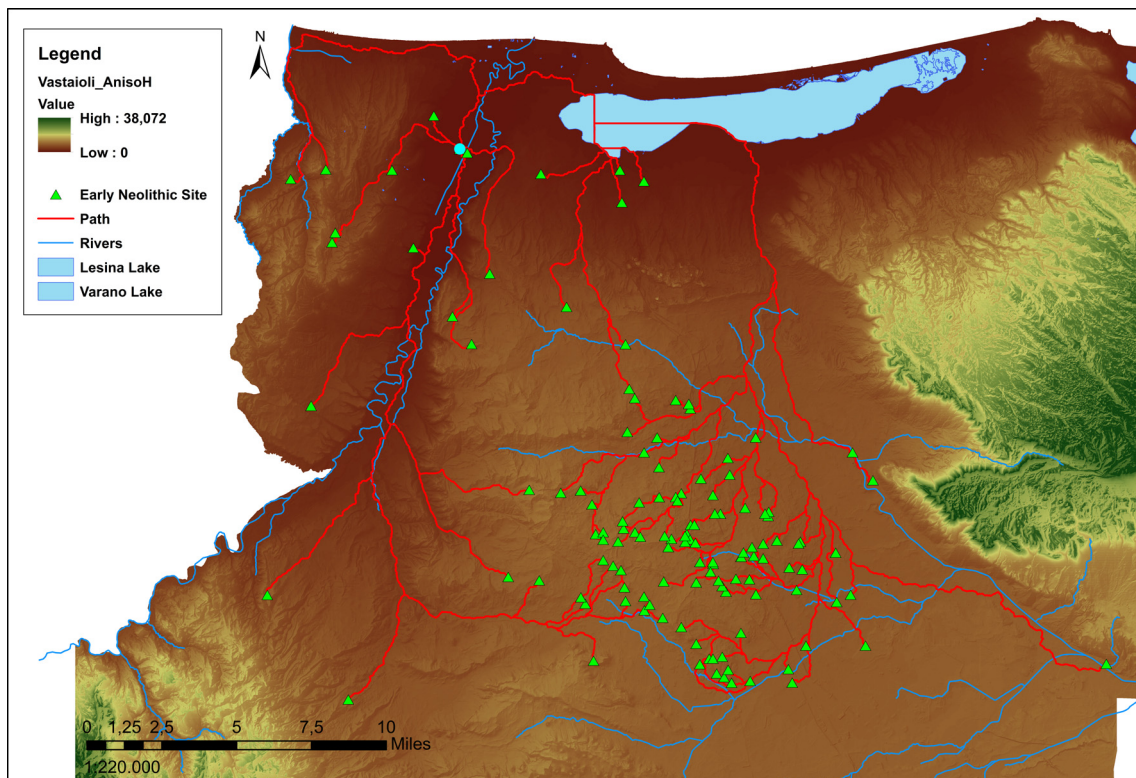 Legend
Vastaioli_AnisoH
Value
High : 38,072
Low : 0
Early Neolithic Site
Path
Rivers
Lesina Lake
Varano Lake
N
0 1,25 2,5 5 7,5 10
Miles
1:220.000